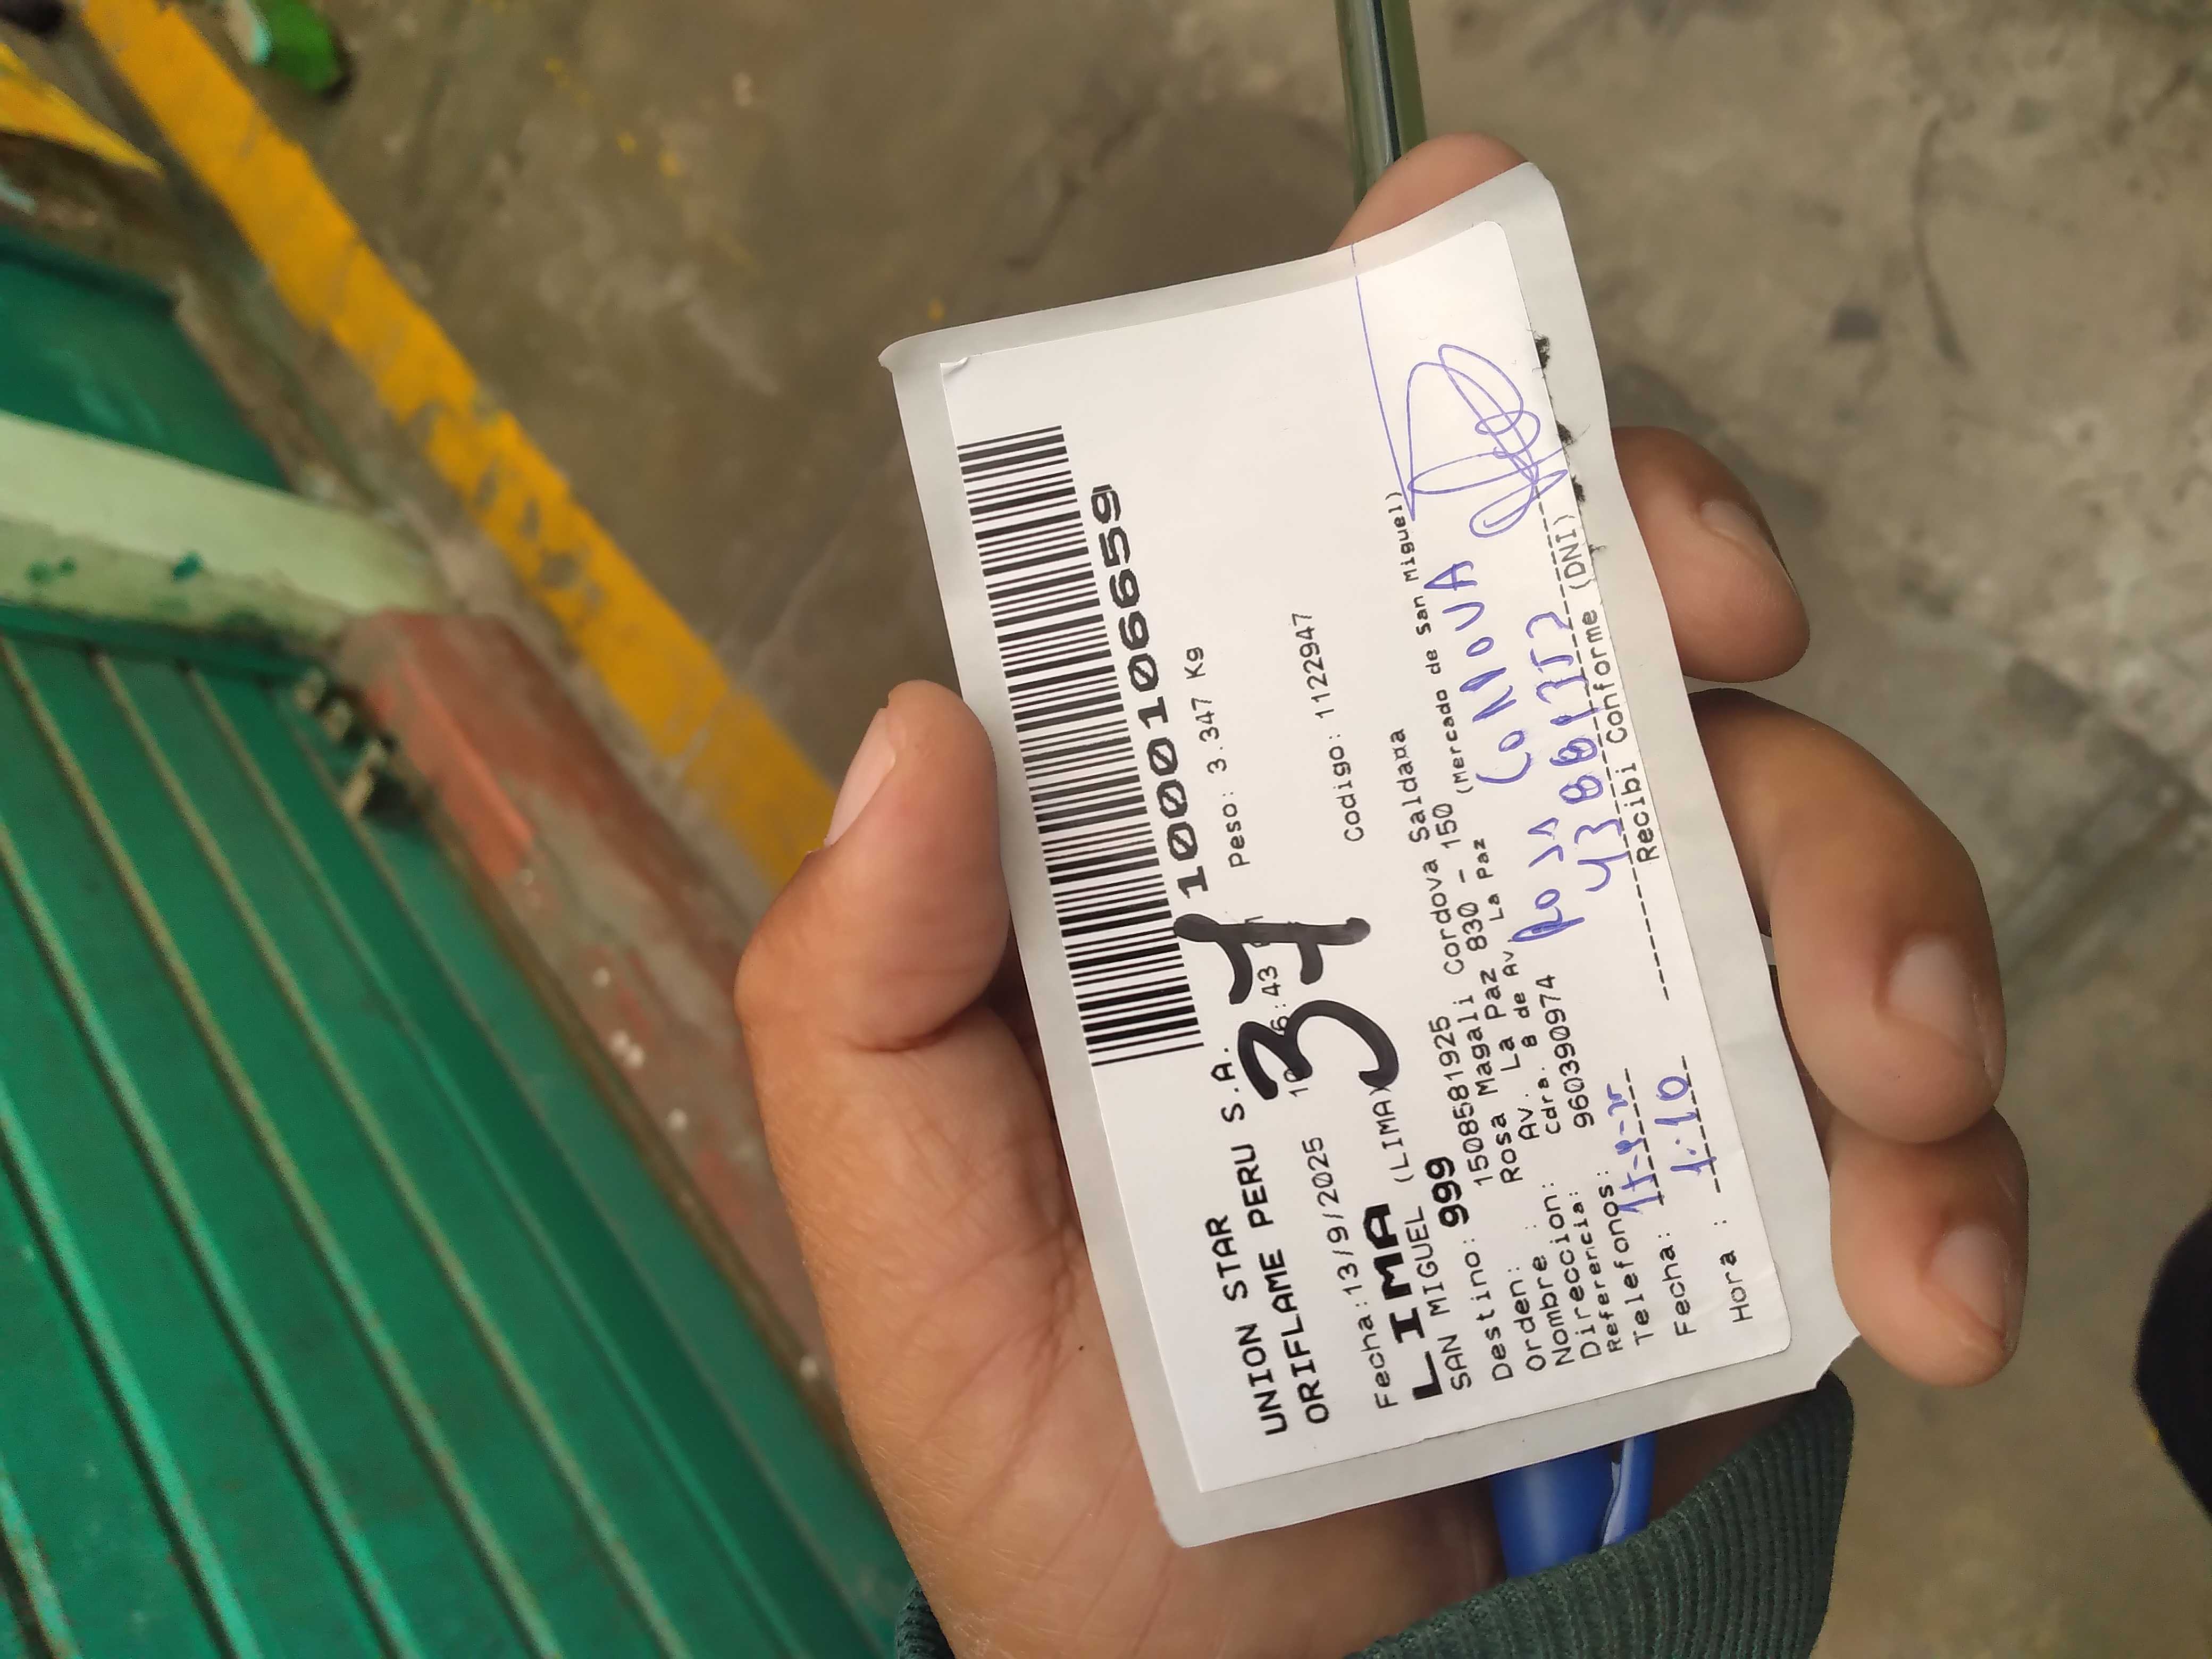 1000106659
UNION STAR
ORIFLAME PERU S.A.
Peso: 3.347 Kg
37
Fecha:13/9/2025
:43
LIMA
SAN MIGUEL (LIMA)
Codigo: 1122947
Destino: 999
Orden: 1508581925
Nombre : Rosa Magali Cordova Saldana
Direccion: Av. La Paz 830 - 150 (Mercado de San Miguel)
Referencia: Cdra. 8 de Av La Paz
Telefonos: 960390974
ROSA CORDOVA
Fecha:
Hora : 1:10
Recibi Conforme (DNI)